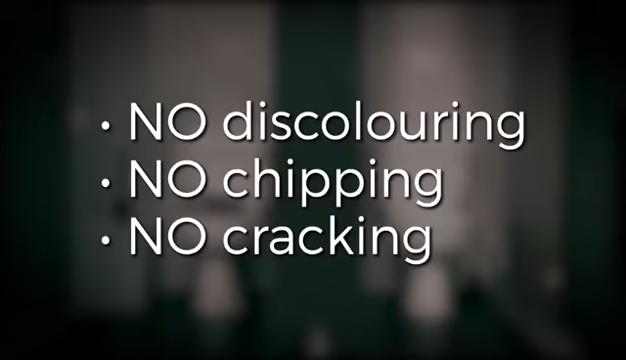 • NO discolouring
• NO chipping
• NO cracking